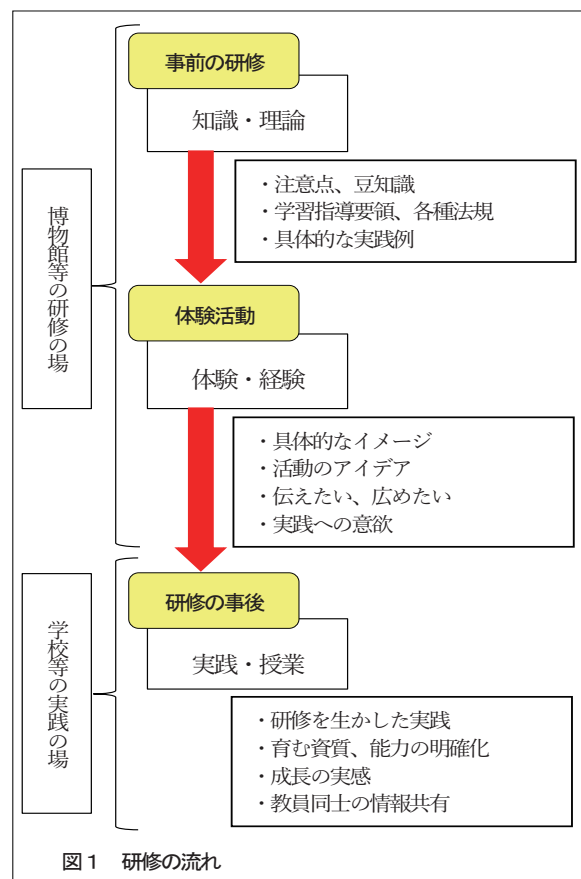 事前の研修
知識・理論
・注意点、豆知識
・学習指導要領、各種法規
・具体的な実践例
博物館等の研修の場
体験活動
体験・経験
・具体的なイメージ
・活動のアイデア
・伝えたい、広めたい
・実践への意欲
研修の事後
実践・授業
学校等の実践の場
・研修を生かした実践
・育む資質、能力の明確化
・成長の実感
・教員同士の情報共有
図1 研修の流れ